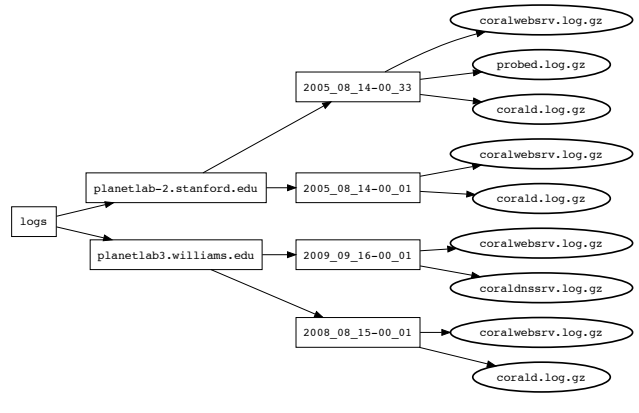 coralwebsrv.log.gz
probed.log.gz
2005_08_14-00_33
corald.log.gz
coralwebsrv.log.gz
planetlab-2.stanford.edu
2005_08_14-00_01
corald.log.gz
logs
coralwebsrv.log.gz
planetlab3.williams.edu
2009_09_16-00_01
coraldnssrv.log.gz
2008_08_15-00_01
coralwebsrv.log.gz
corald.log.gz